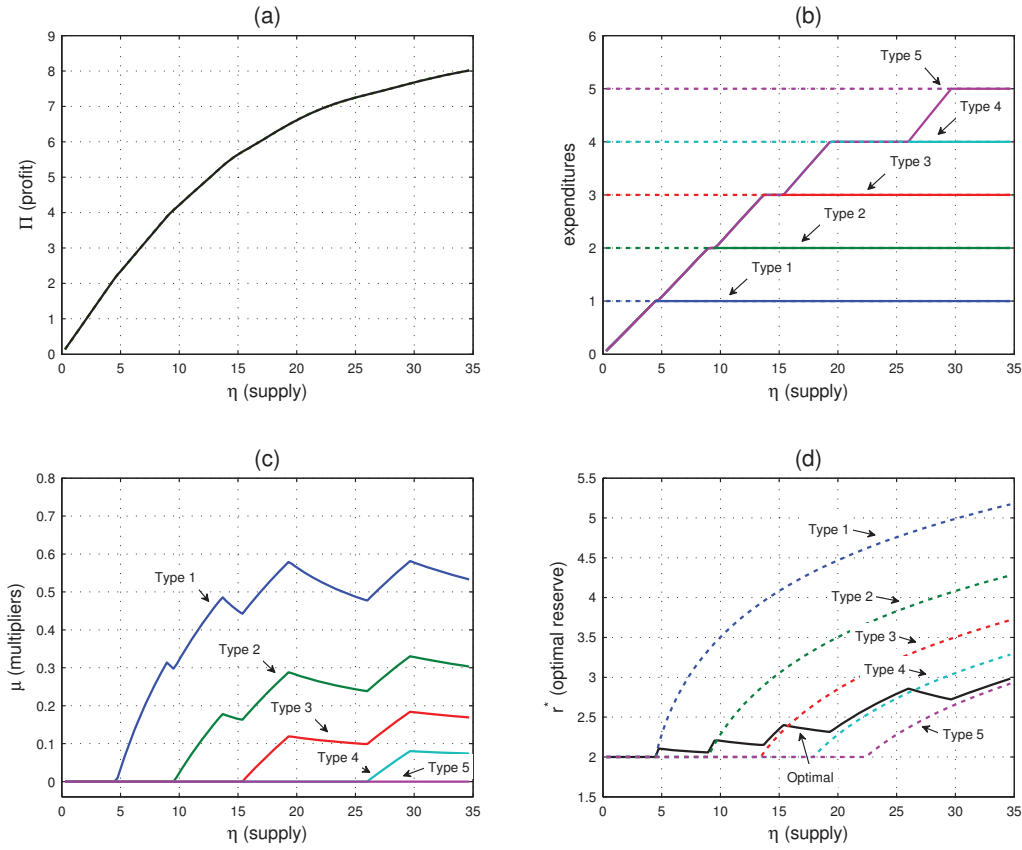 (a)
9
8
7
6
5
4
3
2
1
0
Π (profit)
0 5 10 15 20 25 30 35
η (supply)
(b)
6
5
4
3
2
1
0
expenditures
Type 5
Type 4
Type 3
Type 2
Type 1
0 5 10 15 20 25 30 35
η (supply)
(c)
0.8
0.7
0.6
0.5
0.4
0.3
0.2
0.1
0
μ (multipliers)
Type 1
Type 2
Type 3
Type 4
Type 5
0 5 10 15 20 25 30 35
η (supply)
(d)
5.5
5
4.5
4
3.5
3
2.5
2
1.5
r* (optimal reserve)
Type 1
Type 2
Type 3
Type 4
Type 5
Optimal
0 5 10 15 20 25 30 35
η (supply)